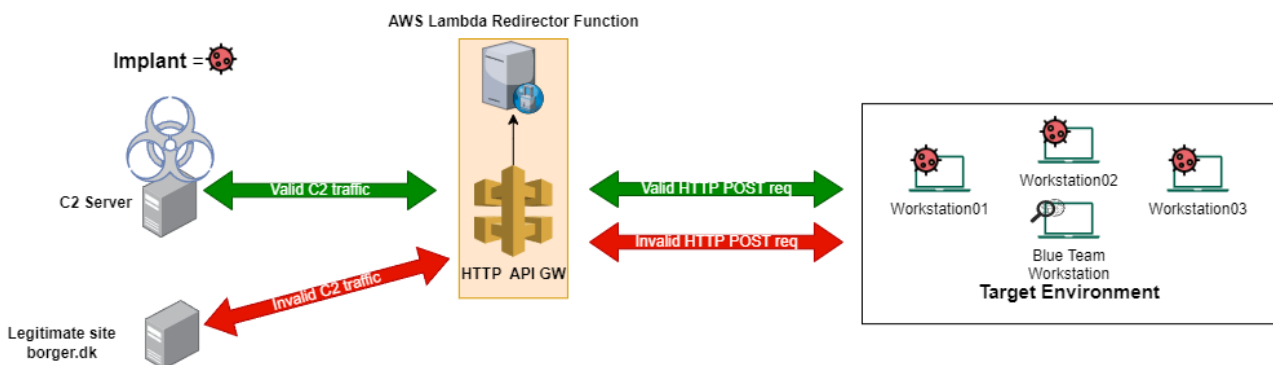 AWS Lambda Redirector Function
Implant =
C2 Server
Valid C2 traffic
Valid HTTP POST req
Invalid HTTP POST req
HTTP API GW
Invalid C2 traffic
Legitimate site
borger.dk
Workstation01
Workstation02
Workstation03
Blue Team
Workstation
Target Environment